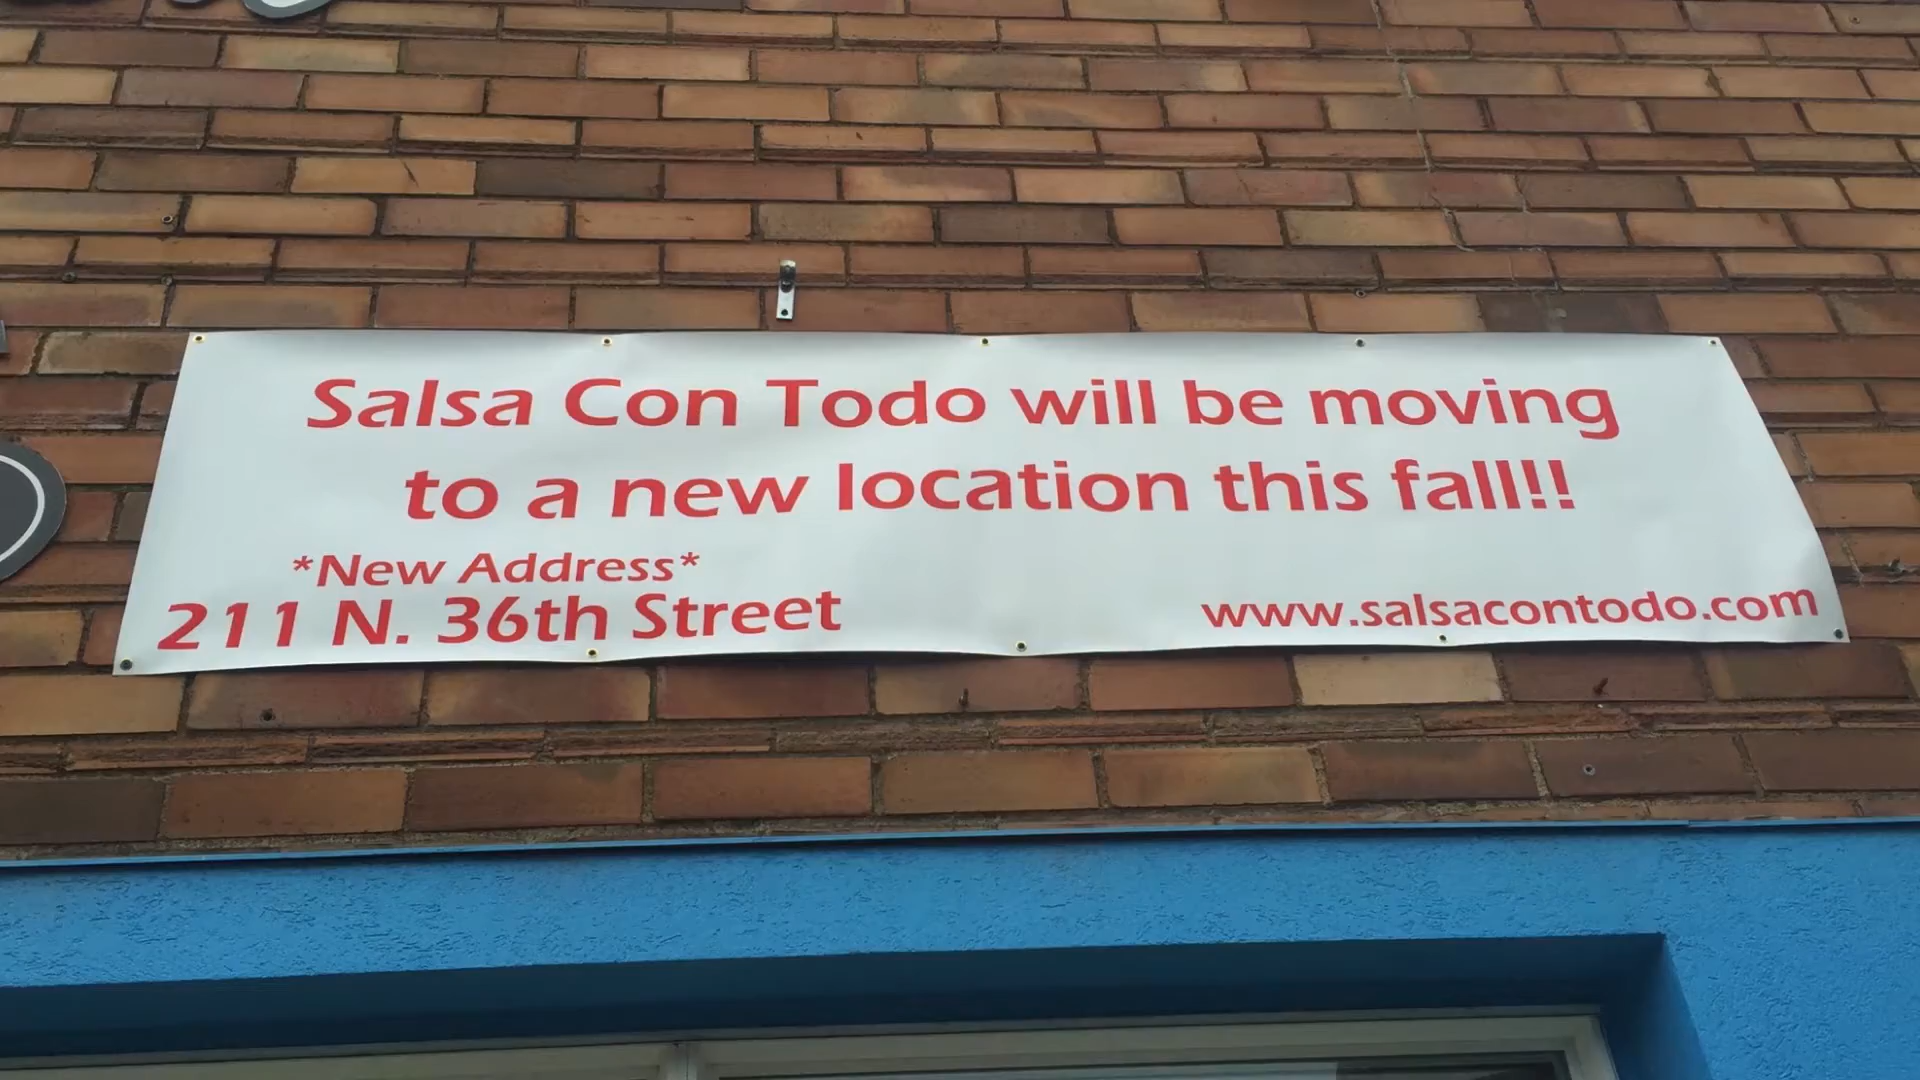 Salsa Con Todo will be moving
to a new location this fall!!
*New Address*
211 N. 36th Street
www.salsacontodo.com